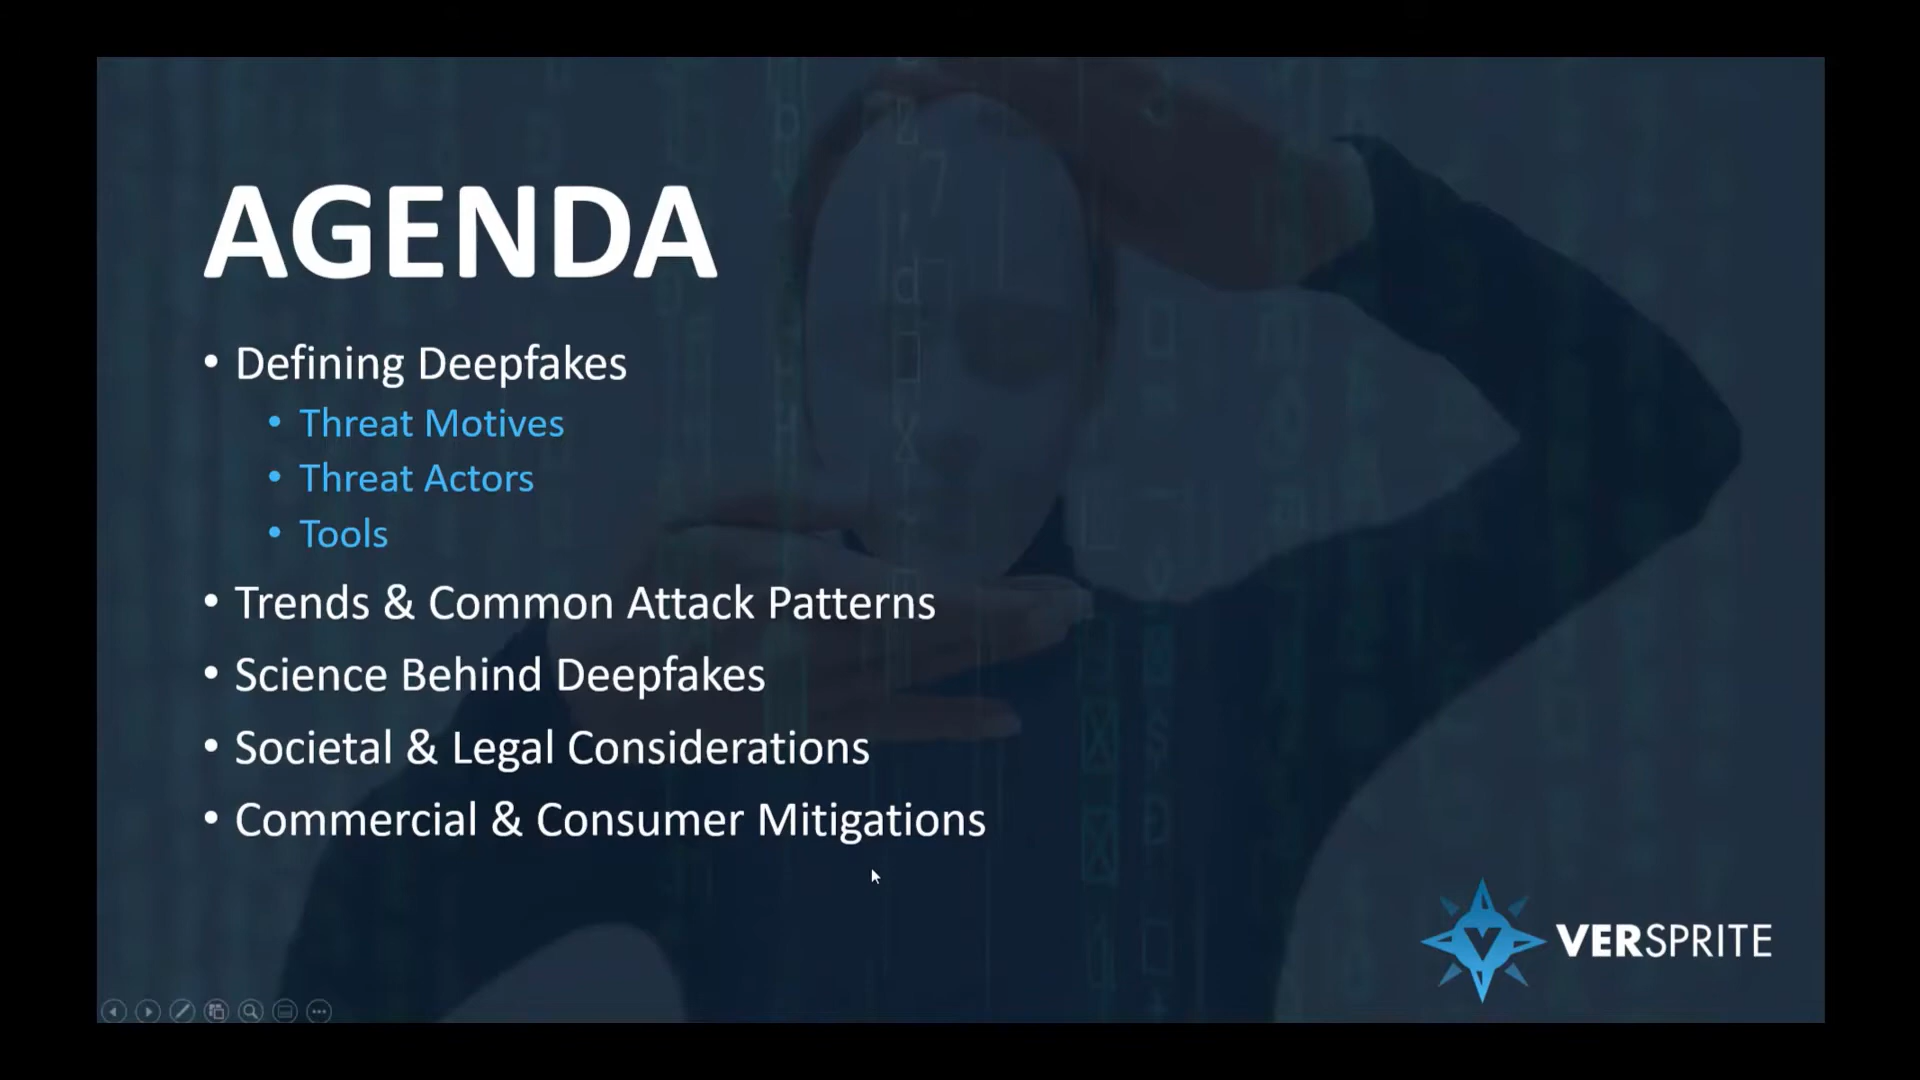 AGENDA
• Defining Deepfakes
• Threat Motives
• Threat Actors
• Tools
• Trends & Common Attack Patterns
• Science Behind Deepfakes
• Societal & Legal Considerations
• Commercial & Consumer Mitigations
VERSPRITE